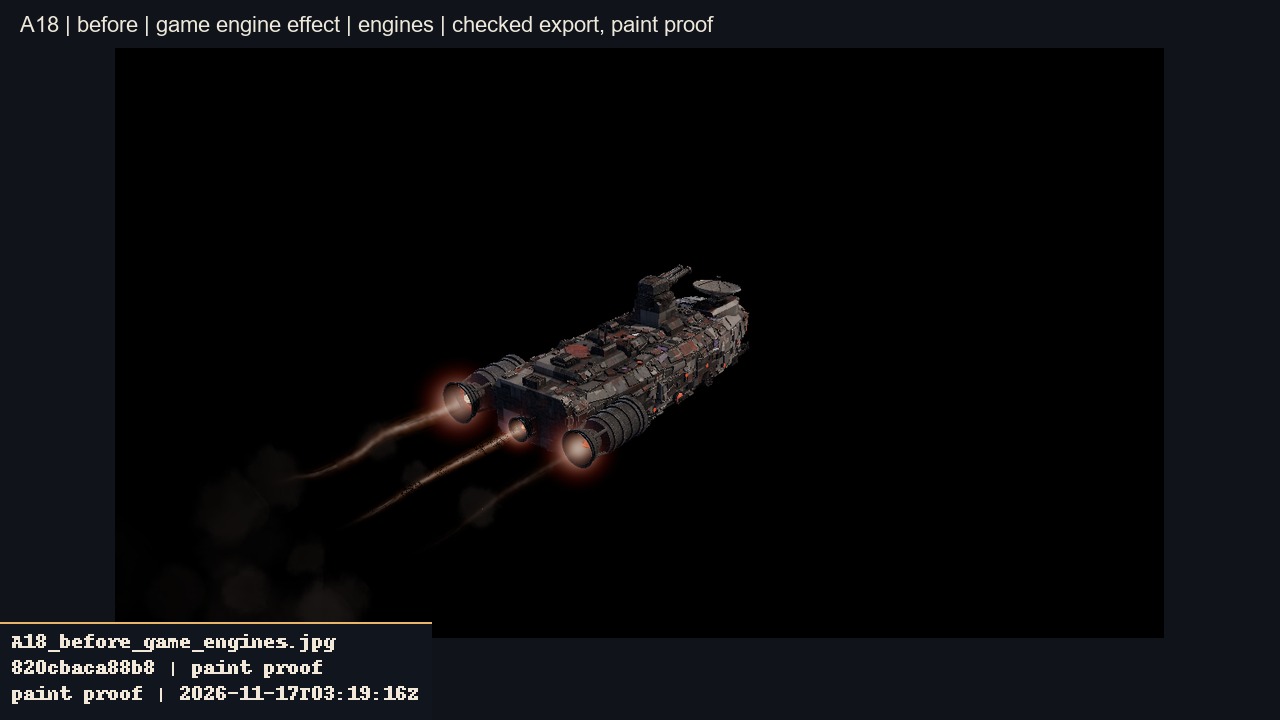 A18 | before | game engine effect | engines | checked export, paint proof
A18_before_game_engines.jpg
820cbaca88b8 | paint proof
paint proof | 2026-11-17T03:19:16Z